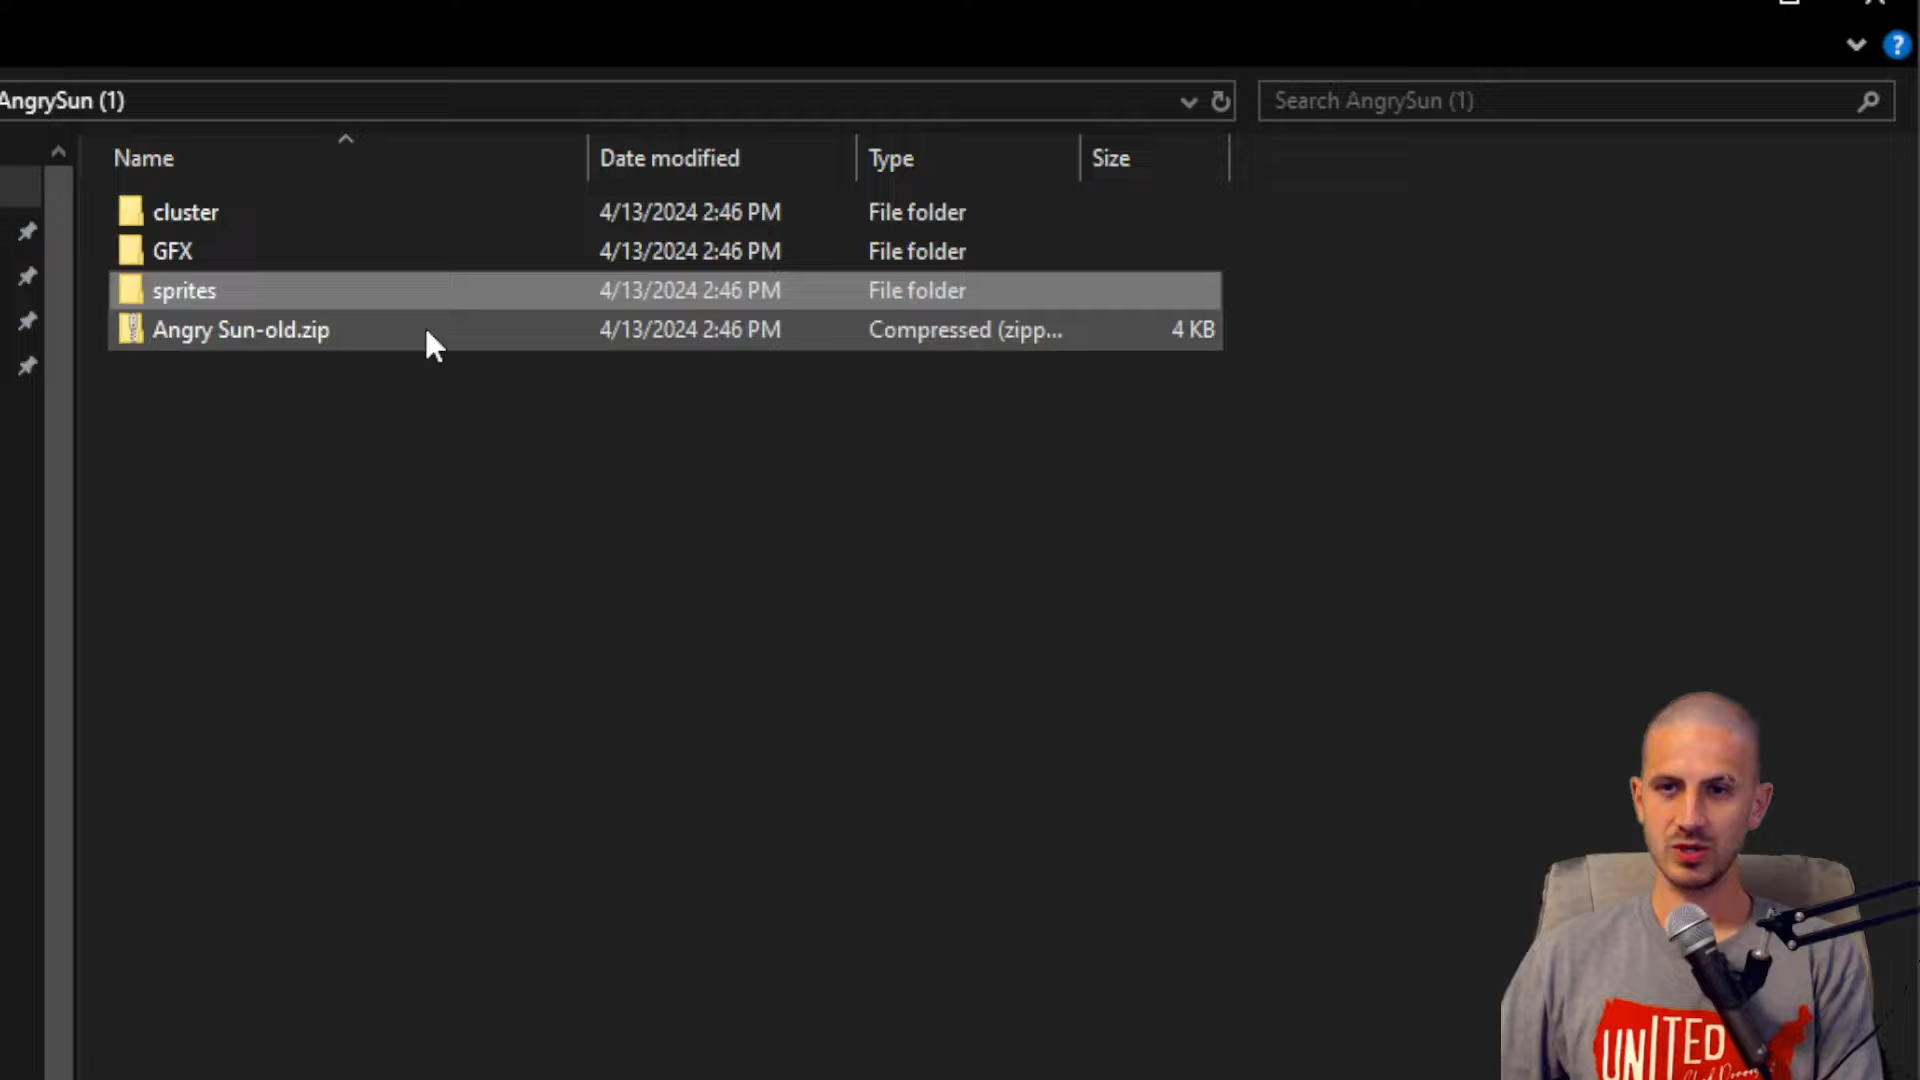 ?
AngrySun (1)
Search AngrySun (1)
Name Date modified Type Size
cluster 4/13/2024 2:46 PM File folder
GFX 4/13/2024 2:46 PM File folder
sprites 4/13/2024 2:46 PM File folder
Angry Sun-old.zip 4/13/2024 2:46 PM Compressed (zipp... 4 KB
UNITED